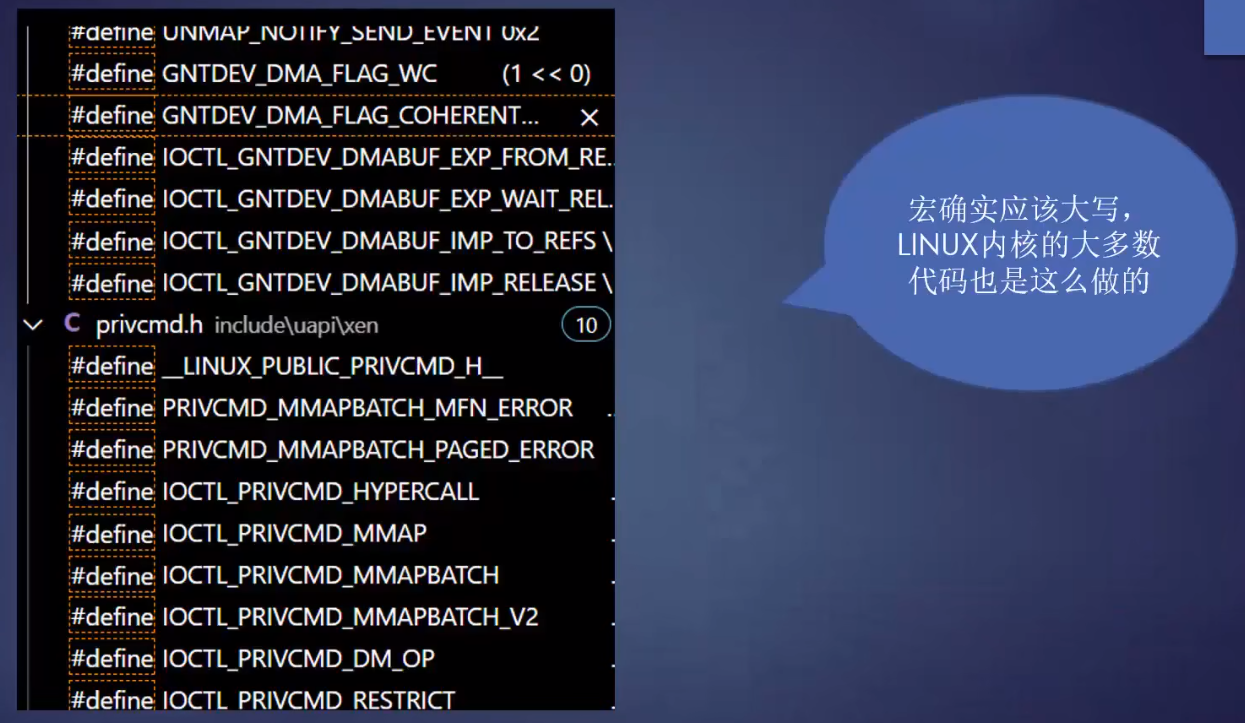 #define UNMAP_NOTIFY_SEND_EVENT 0x2
#define GNTDEV_DMA_FLAG_WC (1 << 0)
#define GNTDEV_DMA_FLAG_COHERENT...
#define IOCTL_GNTDEV_DMABUF_EXP_FROM_RE..
#define IOCTL_GNTDEV_DMABUF_EXP_WAIT_REL.
#define IOCTL_GNTDEV_DMABUF_IMP_TO_REFS \
#define IOCTL_GNTDEV_DMABUF_IMP_RELEASE \
C privcmd.h include\uapi\xen 10
#define __LINUX_PUBLIC_PRIVCMD_H__
#define PRIVCMD_MMAPBATCH_MFN_ERROR ..
#define PRIVCMD_MMAPBATCH_PAGED_ERROR
#define IOCTL_PRIVCMD_HYPERCALL .
#define IOCTL_PRIVCMD_MMAP .
#define IOCTL_PRIVCMD_MMAPBATCH .
#define IOCTL_PRIVCMD_MMAPBATCH_V2 .
#define IOCTL_PRIVCMD_DM_OP .
#define IOCTL_PRIVCMD_RESTRICT .
宏确实应该大写，
LINUX内核的大多数
代码也是这么做的